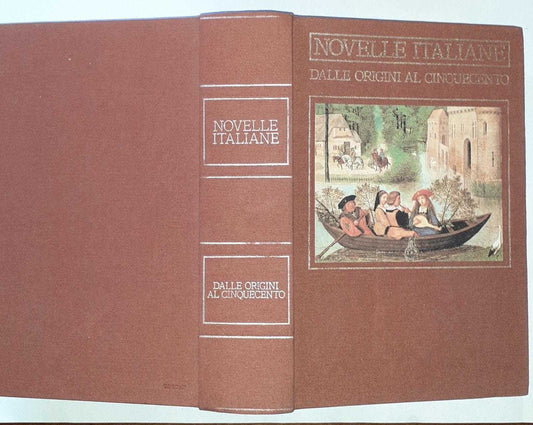 NOVELLE
ITALIANE
DALLE ORIGINI
AL CINQUECENTO
NOVELLE ITALIANE
DALLE ORIGINI AL CINQUECENTO